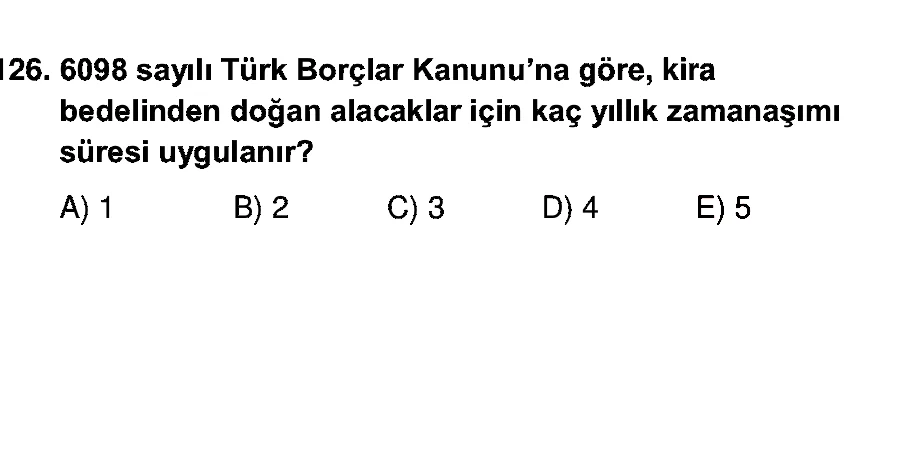 126. 6098 sayılı Türk Borçlar Kanunu’na göre, kira
bedelinden doğan alacaklar için kaç yıllık zamanaşımı
süresi uygulanır?
A) 1 B) 2 C) 3 D) 4 E) 5